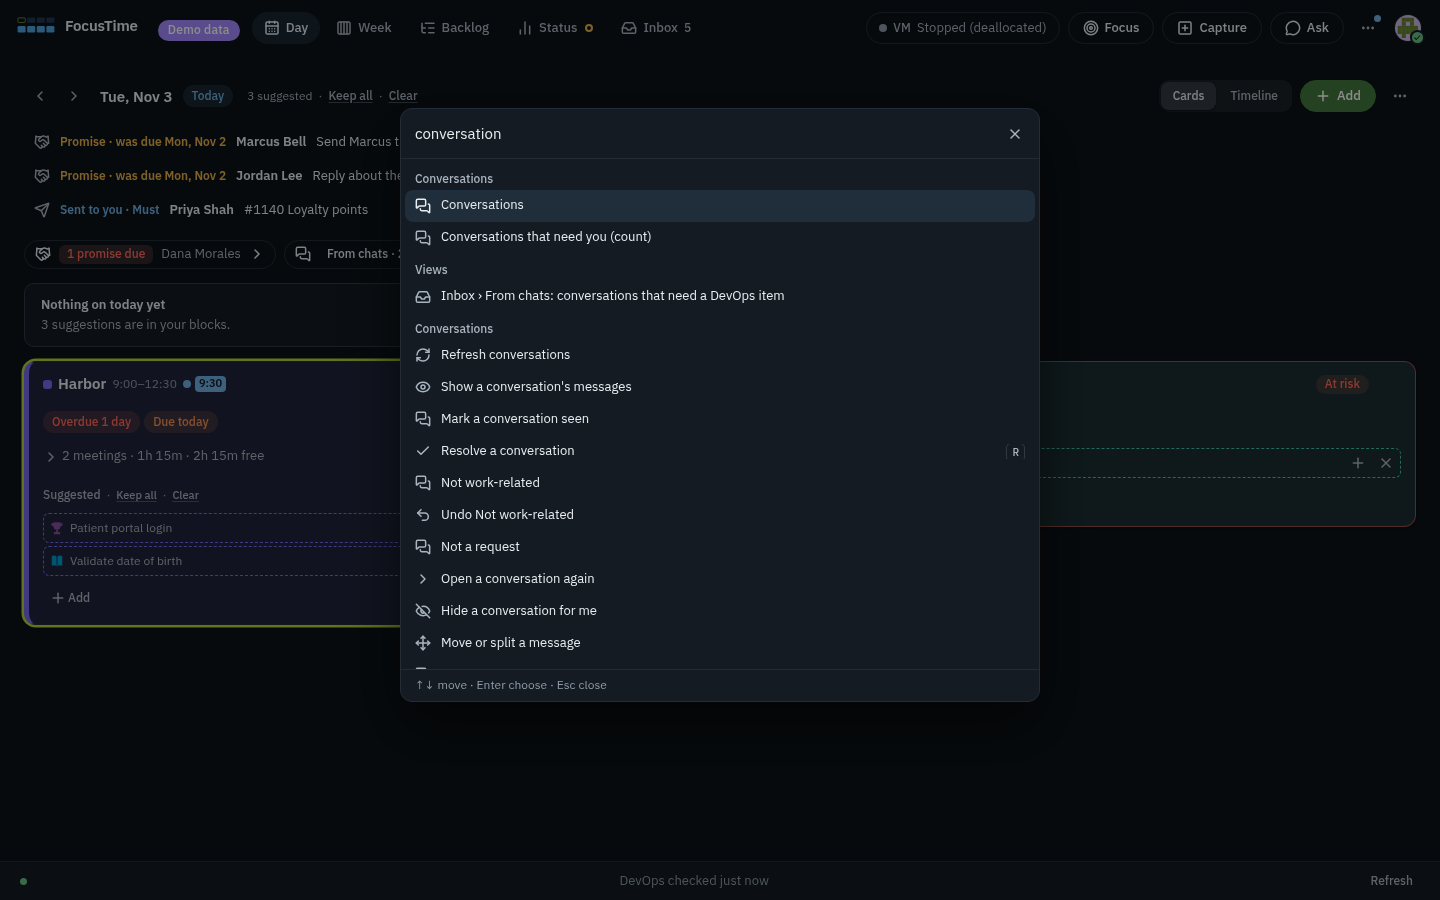 FocusTime
Demo data
Day
Week
Backlog
Status
Inbox 5
VM Stopped (deallocated)
Focus
Capture
Ask
Tue, Nov 3
Today
3 suggested · Keep all · Clear
Cards
Timeline
Add
Promise · was due Mon, Nov 2 Marcus Bell Send Marcus t
Promise · was due Mon, Nov 2 Jordan Lee Reply about the
Sent to you · Must Priya Shah #1140 Loyalty points
1 promise due Dana Morales
From chats ·
Nothing on today yet
3 suggestions are in your blocks.
Harbor 9:00–12:30 9:30
Overdue 1 day Due today
2 meetings · 1h 15m · 2h 15m free
Suggested · Keep all · Clear
Patient portal login
Validate date of birth
Add
At risk
conversation
Conversations
Conversations
Conversations that need you (count)
Views
Inbox › From chats: conversations that need a DevOps item
Conversations
Refresh conversations
Show a conversation's messages
Mark a conversation seen
Resolve a conversation R
Not work-related
Undo Not work-related
Not a request
Open a conversation again
Hide a conversation for me
Move or split a message
↑↓ move · Enter choose · Esc close
DevOps checked just now
Refresh